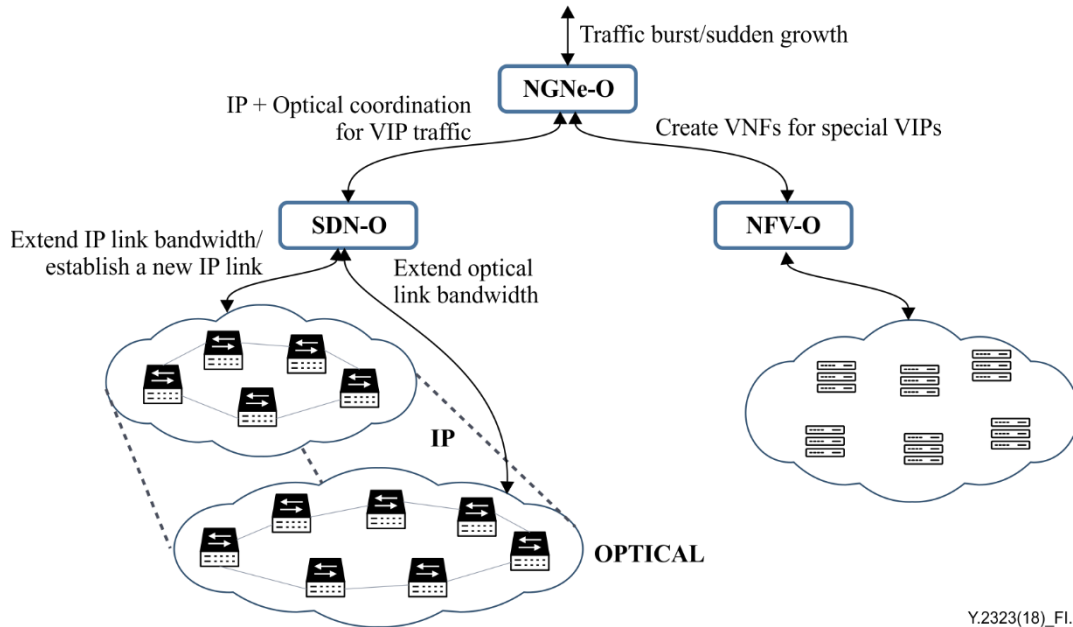 Traffic burst/sudden growth
NGNe-O
IP + Optical coordination
for VIP traffic
Create VNFs for special VIPs
SDN-O
NFV-O
Extend IP link bandwidth/
establish a new IP link
Extend optical
link bandwidth
IP
OPTICAL
Y.2323(18)_FI.